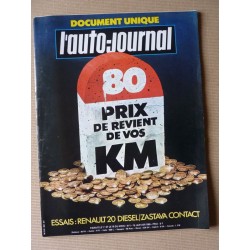 DOCUMENT UNIQUE
l'auto-journal
80
PRIX
DE REVIENT
DE VOS
KM
ESSAIS: RENAULT 20 DIESEL/ZASTAVA CONTACT